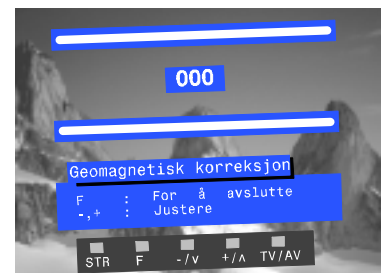 000
Geomagnetisk korreksjon
F : For å avslutte
-,+ : Justere
STR F -/v +/ʌ TV/AV